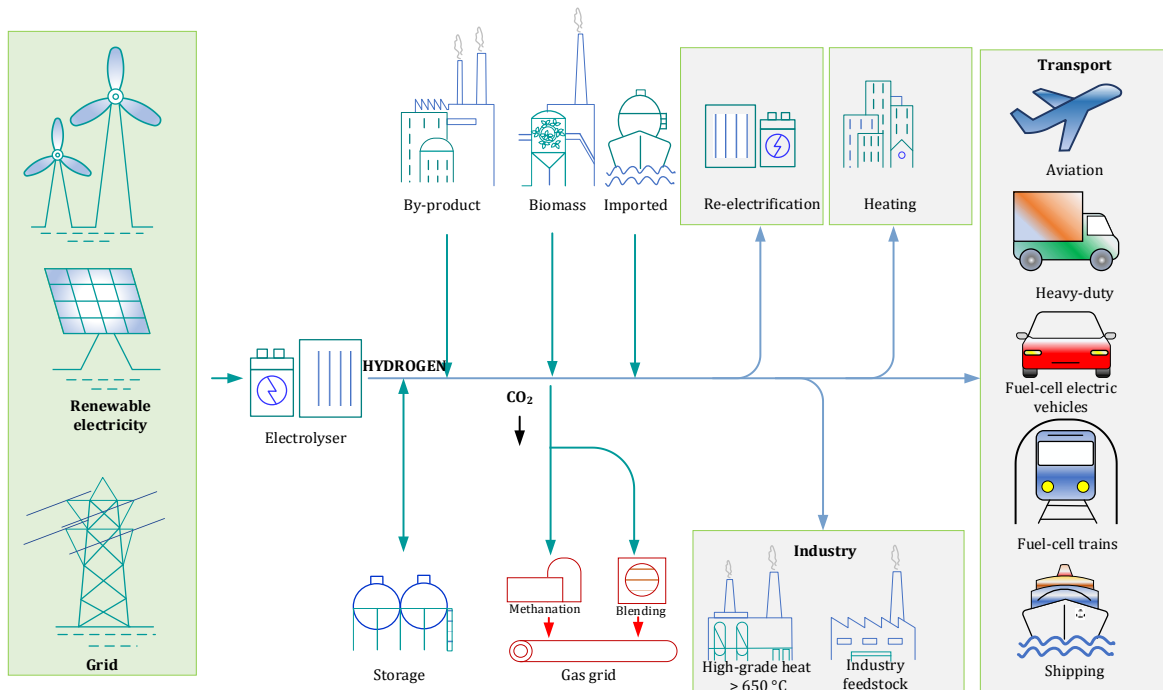 Renewable
electricity
Grid
Electrolyser
HYDROGEN
By-product
Biomass
Imported
Re-electrification
Heating
CO₂
Storage
Methanation
Blending
Gas grid
Industry
High-grade heat
> 650 °C
Industry
feedstock
Transport
Aviation
Heavy-duty
Fuel-cell electric
vehicles
Fuel-cell trains
Shipping